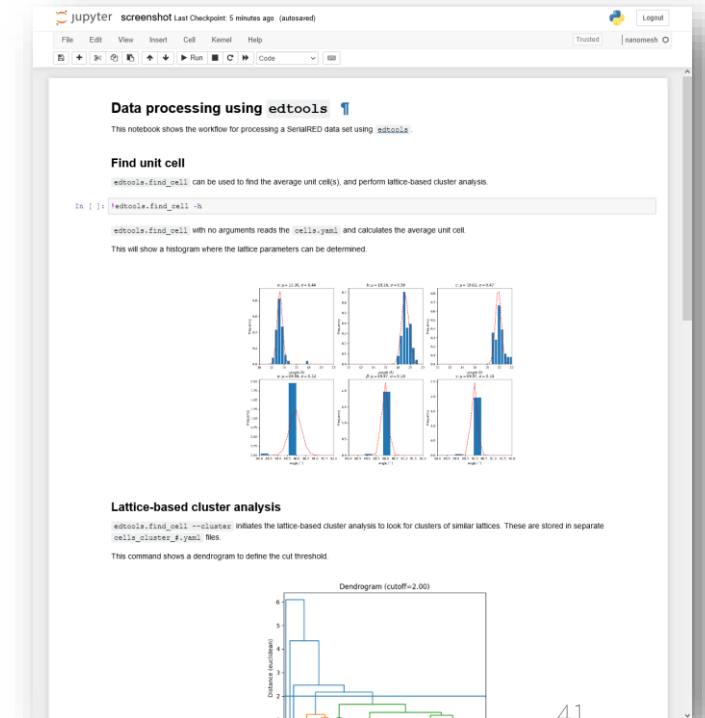 jupyter screenshot Last Checkpoint: 5 minutes ago (autosaved)
Logout
File Edit View Insert Cell Kernel Help
Trusted nanomesh O
Run Code
Data processing using edtools ¶
This notebook shows the workflow for processing a SerialRED data set using edtools.
Find unit cell
edtools.find_cell can be used to find the average unit cell(s), and perform lattice-based cluster analysis.
In [ ]: !edtools.find_cell -h
edtools.find_cell with no arguments reads the cells.yaml and calculates the average unit cell.
This will show a histogram where the lattice parameters can be determined.
Lattice-based cluster analysis
edtools.find_cell --cluster initiates the lattice-based cluster analysis to look for clusters of similar lattices. These are stored in separate
cells_cluster_#.yaml files.
This command shows a dendrogram to define the cut threshold.
Dendrogram (cutoff=2.00)
Distance (euclidean)
6
5
4
3
2
41